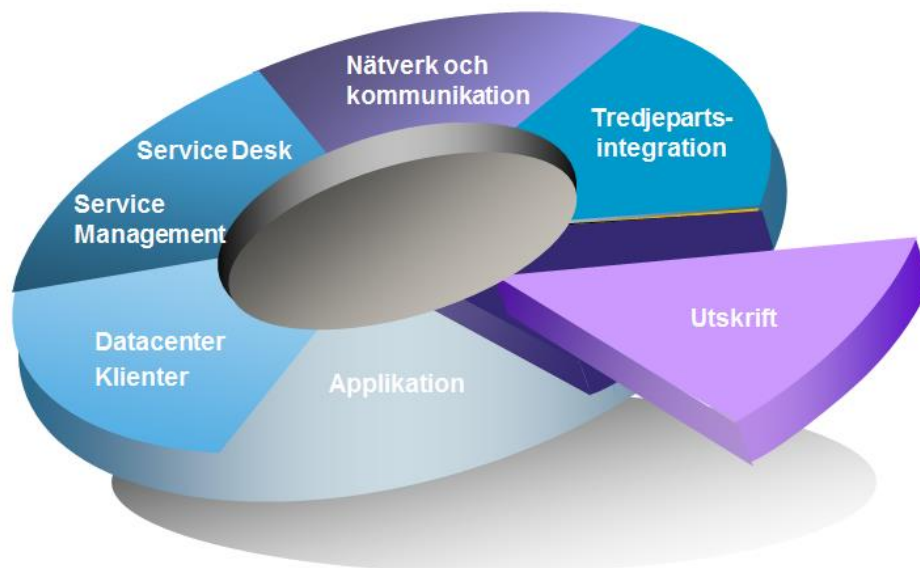 Nätverk och
kommunikation
Tredjeparts-
integration
Service Desk
Service
Management
Utskrift
Datacenter
Klienter
Applikation